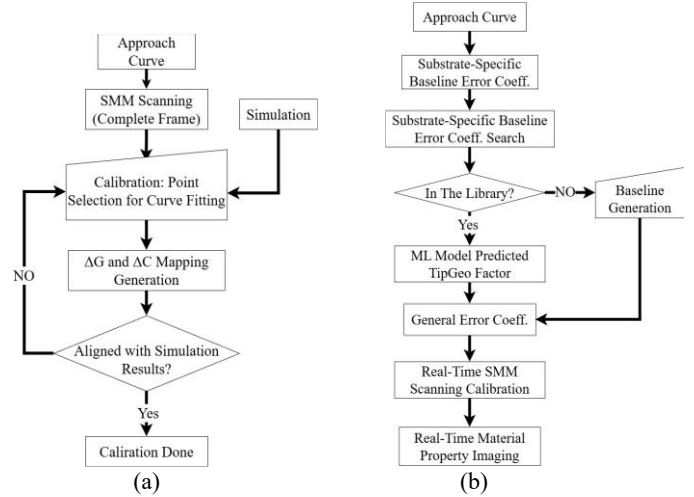 Approach
Curve
SMM Scanning
(Complete Frame)
Simulation
Calibration: Point
Selection for Curve Fitting
NO
ΔG and ΔC Mapping
Generation
Aligned with Simulation
Results?
Yes
Caliration Done
(a)
Approach Curve
Substrate-Specific
Baseline Error Coeff.
Substrate-Specific Baseline
Error Coeff. Search
In The Library?
NO
Baseline
Generation
Yes
ML Model Predicted
TipGeo Factor
General Error Coeff.
Real-Time SMM
Scanning Calibration
Real-Time Material
Property Imaging
(b)